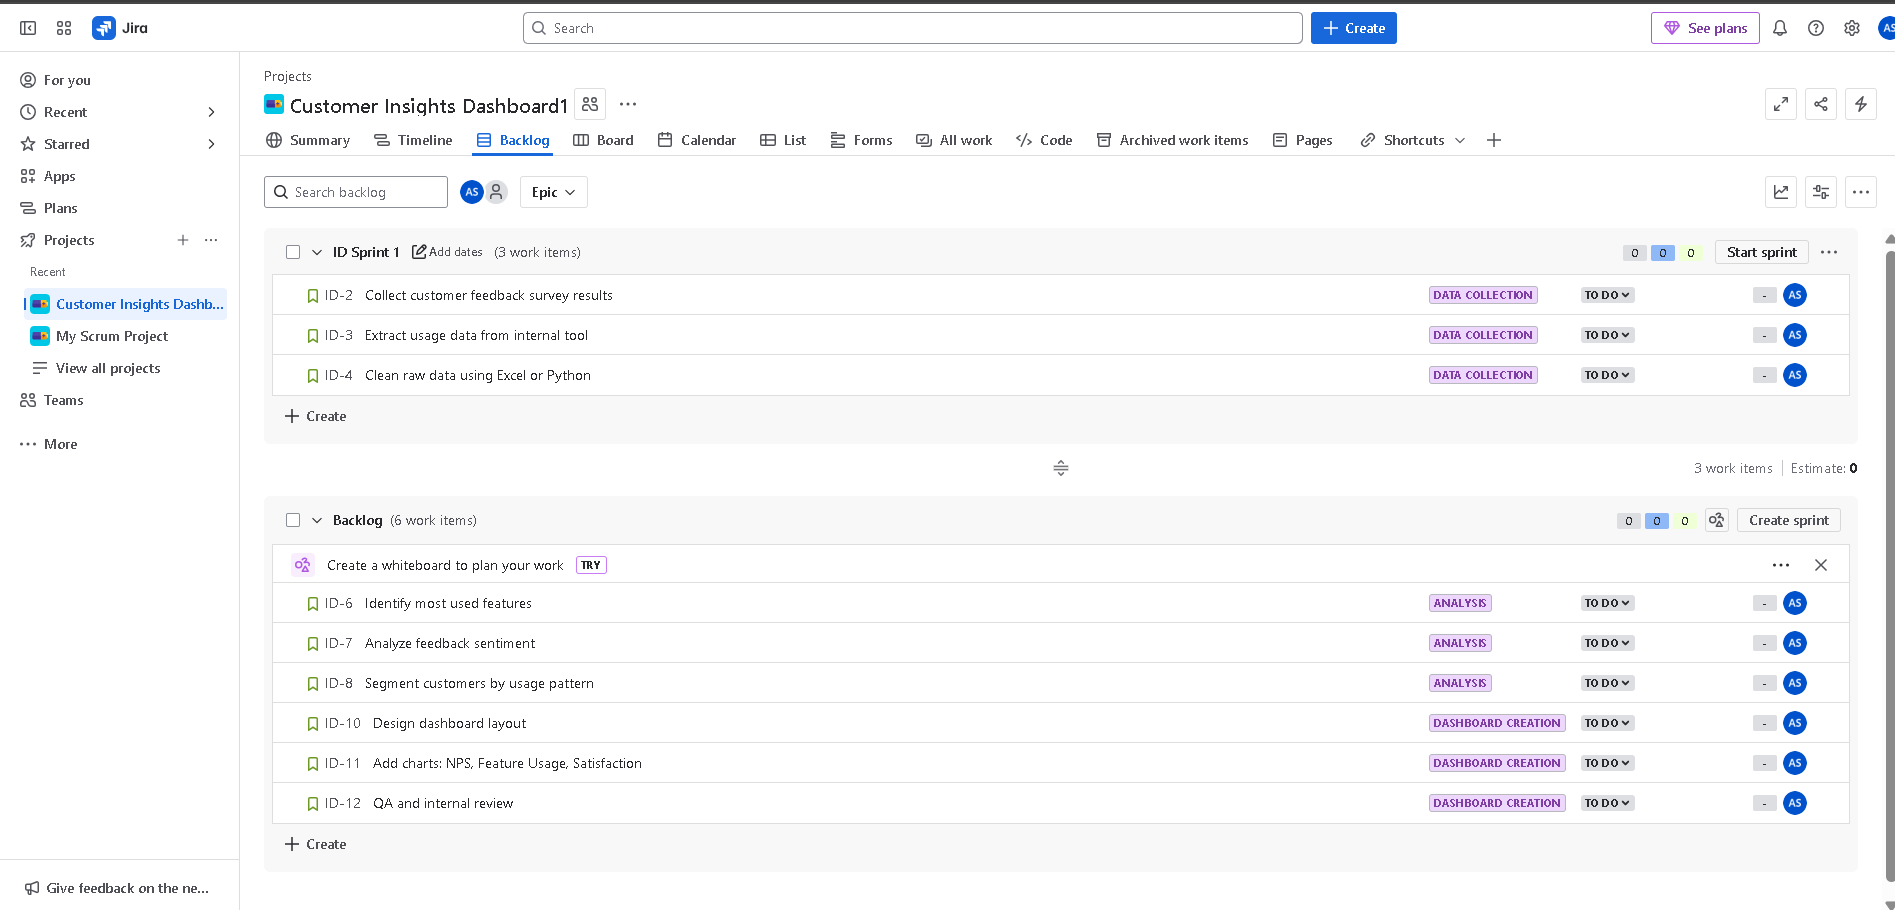 Jira
Search
Create
See plans
AS
For you
Recent
Starred
Apps
Plans
Projects
Recent
Customer Insights Dashb...
My Scrum Project
View all projects
Teams
More
Give feedback on the ne...
Projects
Customer Insights Dashboard1
Summary Timeline Backlog Board Calendar List Forms All work Code Archived work items Pages Shortcuts
Search backlog AS Epic
ID Sprint 1 Add dates (3 work items) 0 0 0 Start sprint
ID-2 Collect customer feedback survey results DATA COLLECTION TO DO - AS
ID-3 Extract usage data from internal tool DATA COLLECTION TO DO - AS
ID-4 Clean raw data using Excel or Python DATA COLLECTION TO DO - AS
Create
3 work items Estimate: 0
Backlog (6 work items) 0 0 0 Create sprint
Create a whiteboard to plan your work TRY
ID-6 Identify most used features ANALYSIS TO DO - AS
ID-7 Analyze feedback sentiment ANALYSIS TO DO - AS
ID-8 Segment customers by usage pattern ANALYSIS TO DO - AS
ID-10 Design dashboard layout DASHBOARD CREATION TO DO - AS
ID-11 Add charts: NPS, Feature Usage, Satisfaction DASHBOARD CREATION TO DO - AS
ID-12 QA and internal review DASHBOARD CREATION TO DO - AS
Create